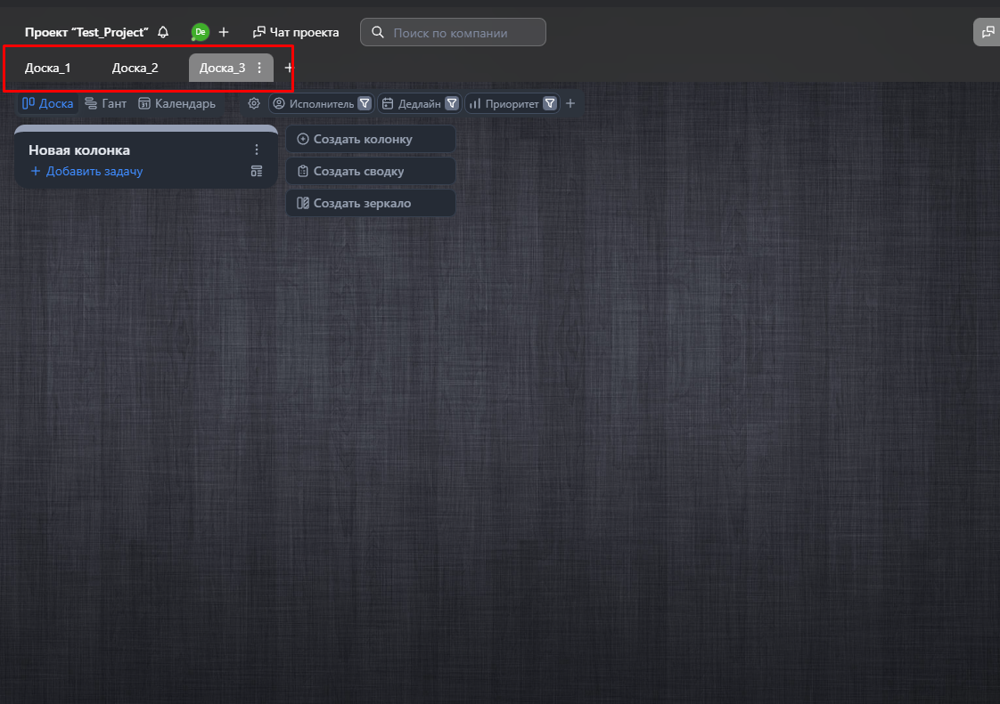 Проект “Test_Project” De + Чат проекта Поиск по компании
Доска_1 Доска_2 Доска_3 +
Доска Гант 31 Календарь Исполнитель Дедлайн Приоритет +
Новая колонка
+ Добавить задачу
Создать колонку
Создать сводку
Создать зеркало